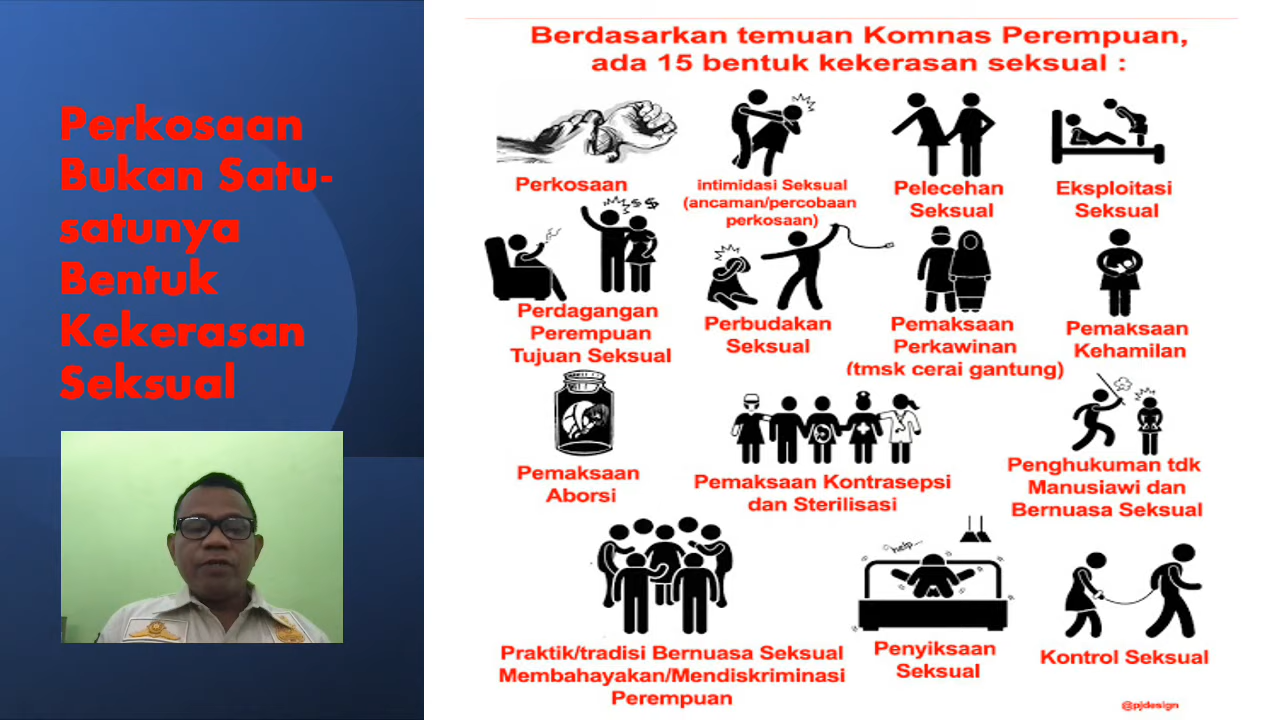 Perkosaan
Bukan Satu-
satunya
Bentuk
Kekerasan
Seksual
Berdasarkan temuan Komnas Perempuan,
ada 15 bentuk kekerasan seksual :
Perkosaan
intimidasi Seksual
(ancaman/percobaan
perkosaan)
Pelecehan
Seksual
Eksploitasi
Seksual
Perdagangan
Perempuan
Tujuan Seksual
Perbudakan
Seksual
Pemaksaan
Perkawinan
(tmsk cerai gantung)
Pemaksaan
Kehamilan
Pemaksaan
Aborsi
Pemaksaan Kontrasepsi
dan Sterilisasi
Penghukuman tdk
Manusiawi dan
Bernuasa Seksual
Praktik/tradisi Bernuasa Seksual
Membahayakan/Mendiskriminasi
Perempuan
help...
Penyiksaan
Seksual
Kontrol Seksual
@pjdesign